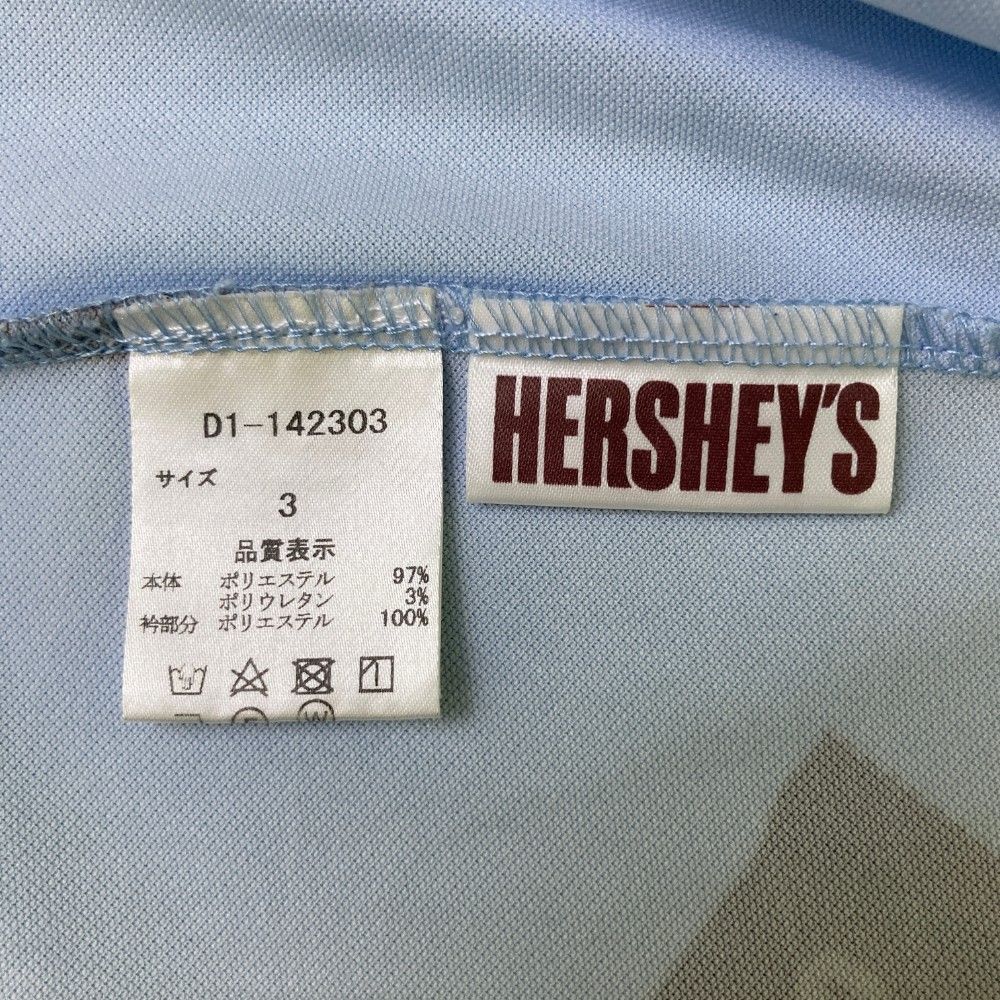 D1-142303
サイズ
3
品質表示
本体 ポリエステル 97%
ポリウレタン 3%
衿部分 ポリエステル 100%
HERSHEY'S